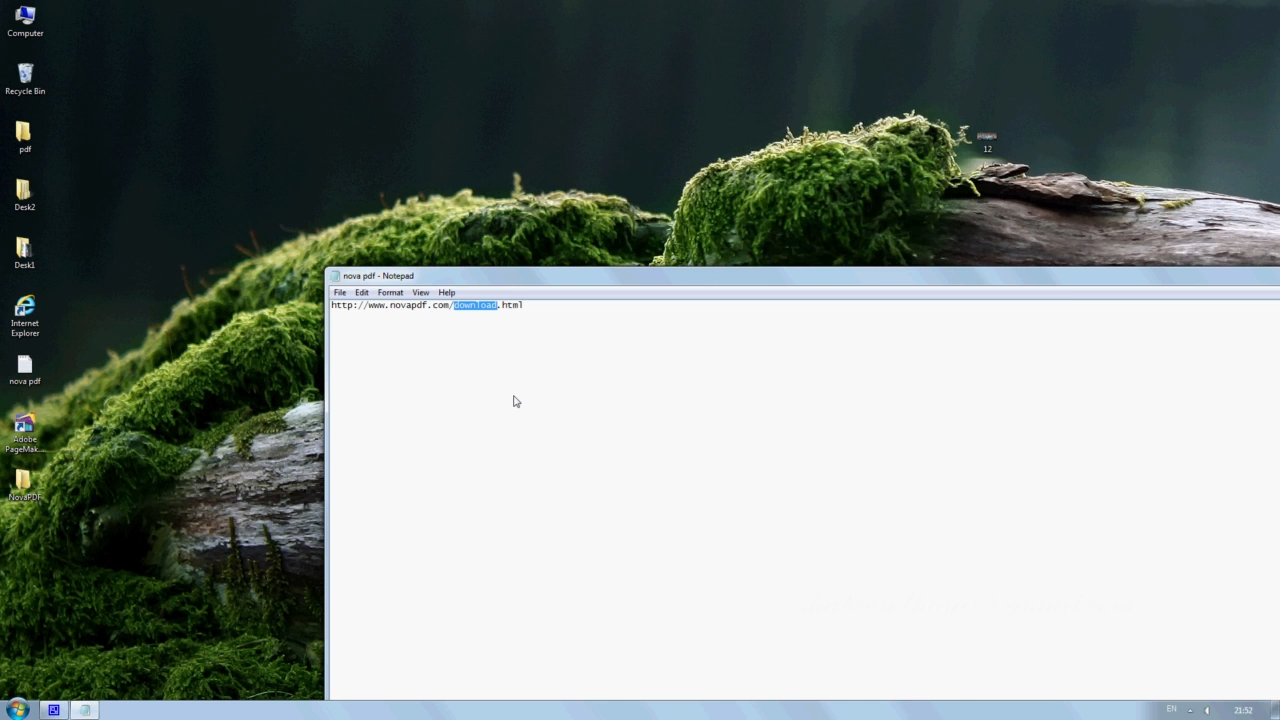 Computer
Recycle Bin
pdf
Desk2
Desk1
Internet
Explorer
nova pdf
Adobe
PageMak...
NovaPDF
12
nova pdf - Notepad
File Edit Format View Help
http://www.novapdf.com/download.html
EN
21:52